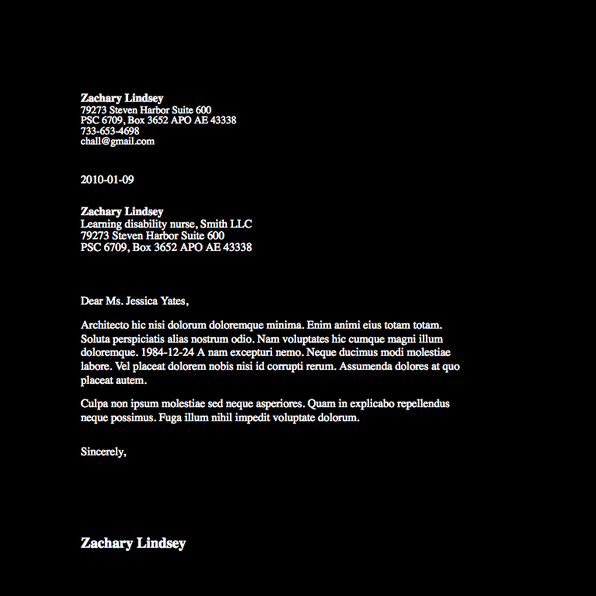 Zachary Lindsey
79273 Steven Harbor Suite 600
PSC 6709, Box 3652 APO AE 43338
733-653-4698
chall@gmail.com
2010-01-09
Zachary Lindsey
Learning disability nurse, Smith LLC
79273 Steven Harbor Suite 600
PSC 6709, Box 3652 APO AE 43338
Dear Ms. Jessica Yates,
Architecto hic nisi dolorum doloremque minima. Enim animi eius totam totam.
Soluta perspiciatis alias nostrum odio. Nam voluptates hic cumque magni illum
doloremque. 1984-12-24 A nam excepturi nemo. Neque ducimus modi molestiae
labore. Vel placeat dolorem nobis nisi id corrupti rerum. Assumenda dolores at quo
placeat autem.
Culpa non ipsum molestiae sed neque asperiores. Quam in explicabo repellendus
neque possimus. Fuga illum nihil impedit voluptate dolorum.
Sincerely,
Zachary Lindsey